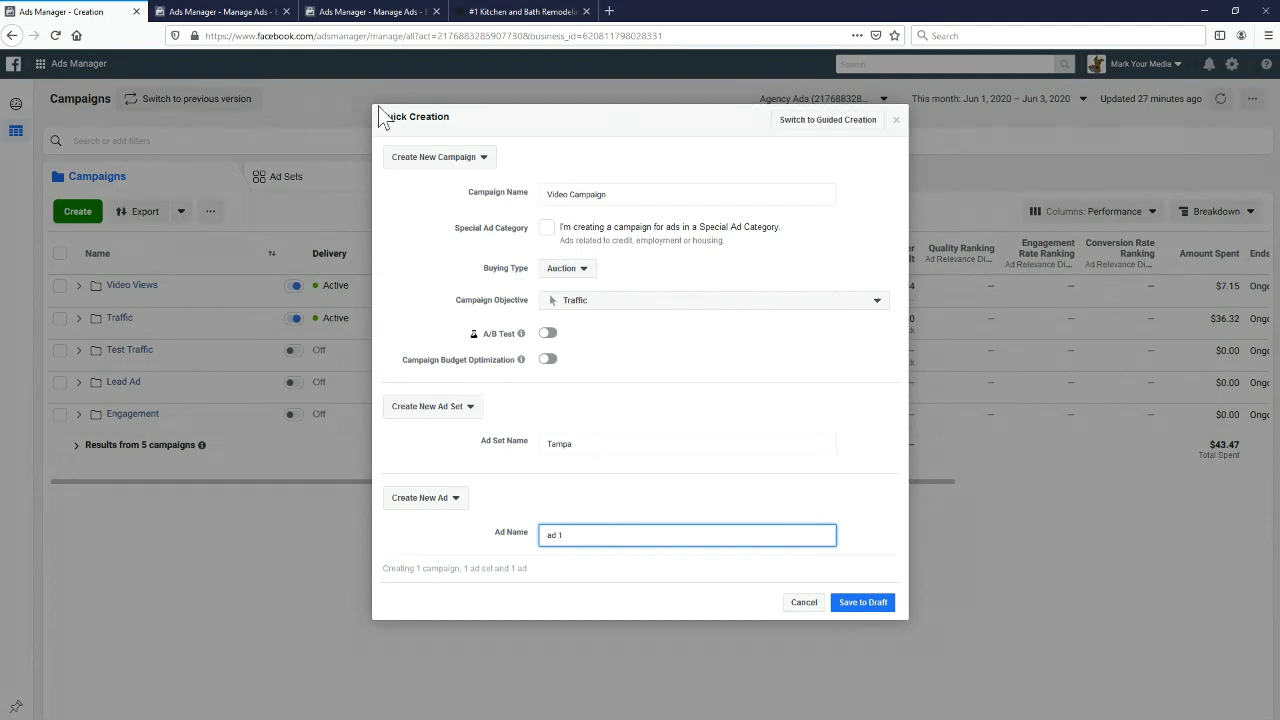 Ads Manager - Creation
Ads Manager - Manage Ads - E
Ads Manager - Manage Ads - E
#1 Kitchen and Bath Remodelin
https://www.facebook.com/adsmanager/manage/all?act=2176883285907730&business_id=620811798028331
Search
Ads Manager
Search
Mark Your Media
Campaigns
Switch to previous version
Agency Ads (217688328...
This month: Jun 1, 2020 – Jun 3, 2020
Updated 27 minutes ago
Search or add filters
Campaigns
Ad Sets
Create
Export
Columns: Performance
Breakdown
Name
Delivery
Quality Ranking
Ad Relevance Di...
Engagement
Rate Ranking
Ad Relevance Di...
Conversion Rate
Ranking
Ad Relevance Di...
Amount Spent
Ends
Video Views
Active
$7.15
Ongo
Traffic
Active
$36.32
Ongo
Test Traffic
Off
$0.00
Ongo
Lead Ad
Off
$0.00
Ongo
Engagement
Off
$0.00
Ongo
Results from 5 campaigns
$43.47
Total Spent
uick Creation
Switch to Guided Creation
Create New Campaign
Campaign Name
Video Campaign
Special Ad Category
I'm creating a campaign for ads in a Special Ad Category.
Ads related to credit, employment or housing.
Buying Type
Auction
Campaign Objective
Traffic
A/B Test
Campaign Budget Optimization
Create New Ad Set
Ad Set Name
Tampa
Create New Ad
Ad Name
ad 1
Creating 1 campaign, 1 ad set and 1 ad
Cancel
Save to Draft